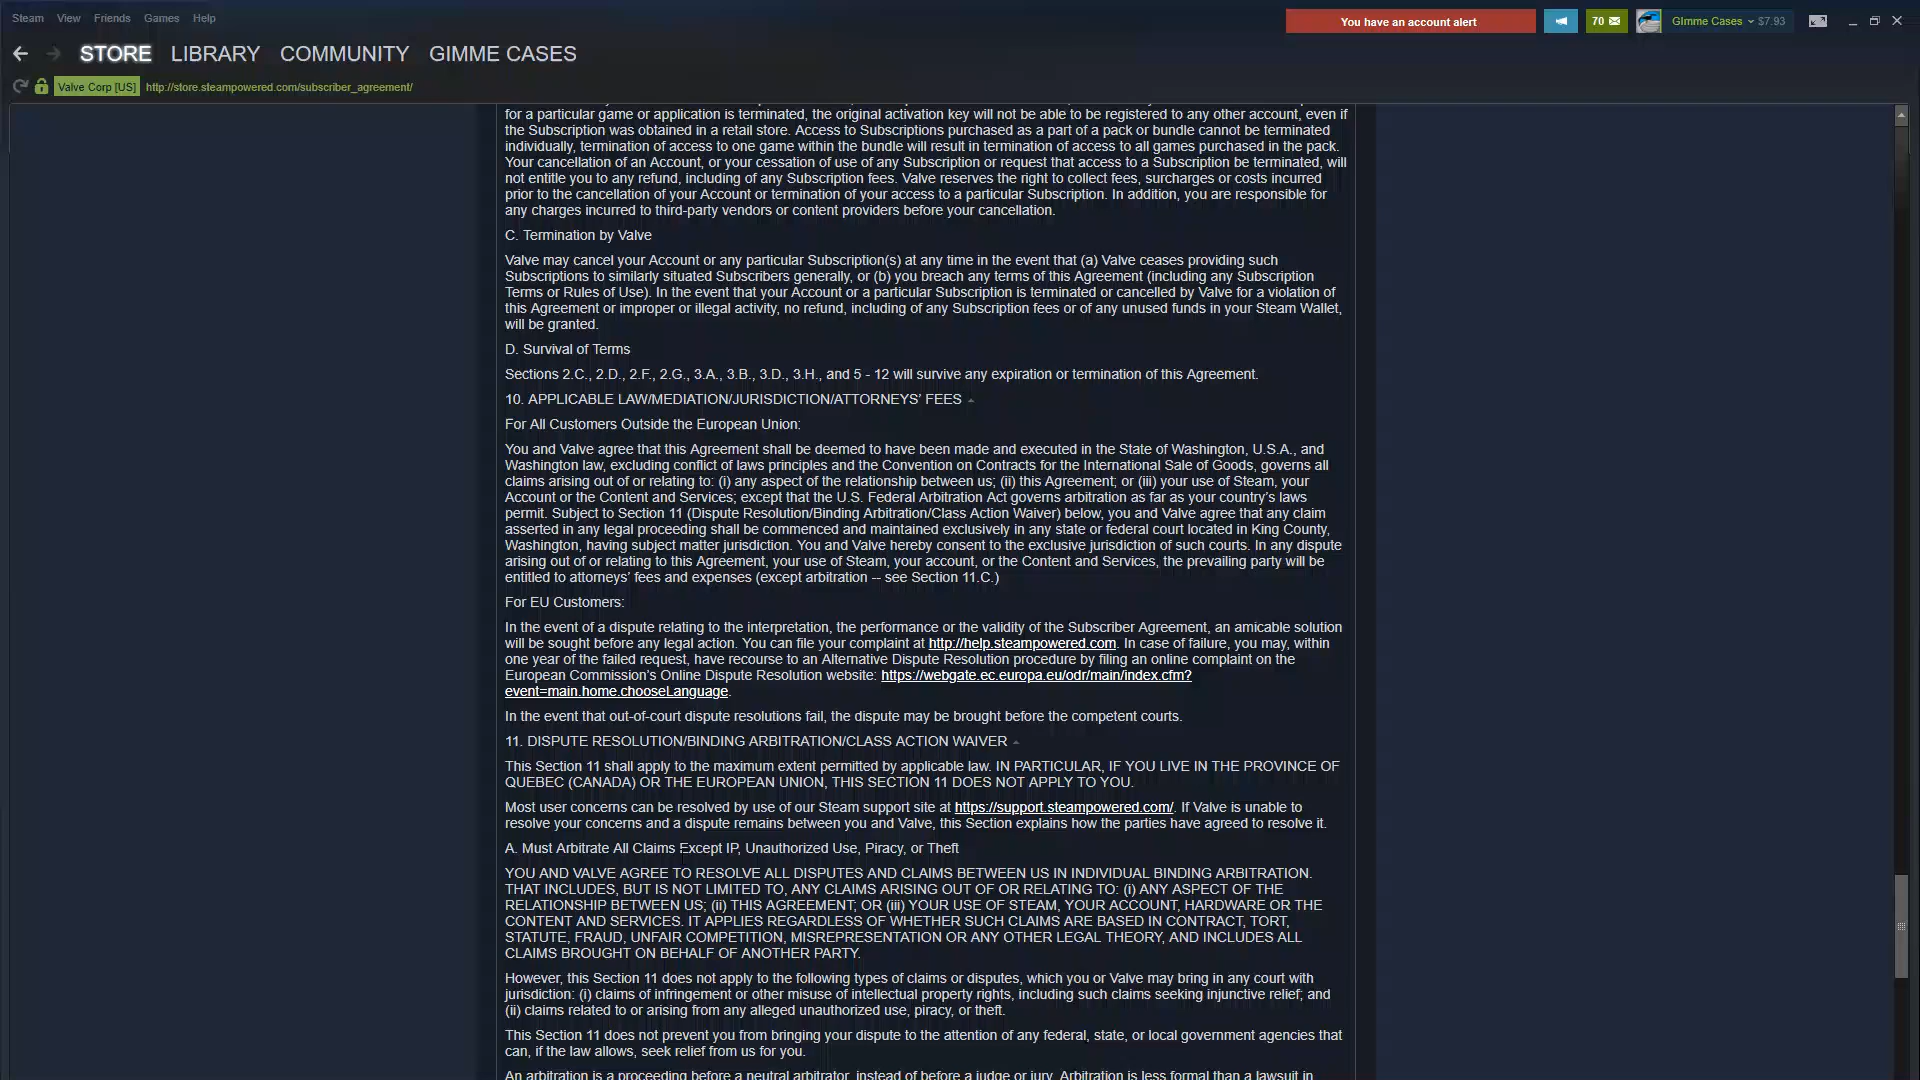 Steam View Friends Games Help
You have an account alert
70
GImme Cases $7.93
STORE LIBRARY COMMUNITY GIMME CASES
Valve Corp [US] http://store.steampowered.com/subscriber_agreement/
for a particular game or application is terminated, the original activation key will not be able to be registered to any other account, even if
the Subscription was obtained in a retail store. Access to Subscriptions purchased as a part of a pack or bundle cannot be terminated
individually, termination of access to one game within the bundle will result in termination of access to all games purchased in the pack.
Your cancellation of an Account, or your cessation of use of any Subscription or request that access to a Subscription be terminated, will
not entitle you to any refund, including of any Subscription fees. Valve reserves the right to collect fees, surcharges or costs incurred
prior to the cancellation of your Account or termination of your access to a particular Subscription. In addition, you are responsible for
any charges incurred to third-party vendors or content providers before your cancellation.
C. Termination by Valve
Valve may cancel your Account or any particular Subscription(s) at any time in the event that (a) Valve ceases providing such
Subscriptions to similarly situated Subscribers generally, or (b) you breach any terms of this Agreement (including any Subscription
Terms or Rules of Use). In the event that your Account or a particular Subscription is terminated or cancelled by Valve for a violation of
this Agreement or improper or illegal activity, no refund, including of any Subscription fees or of any unused funds in your Steam Wallet,
will be granted.
D. Survival of Terms
Sections 2.C., 2.D., 2.F., 2.G., 3.A., 3.B., 3.D., 3.H., and 5 - 12 will survive any expiration or termination of this Agreement.
10. APPLICABLE LAW/MEDIATION/JURISDICTION/ATTORNEYS’ FEES
For All Customers Outside the European Union:
You and Valve agree that this Agreement shall be deemed to have been made and executed in the State of Washington, U.S.A., and
Washington law, excluding conflict of laws principles and the Convention on Contracts for the International Sale of Goods, governs all
claims arising out of or relating to: (i) any aspect of the relationship between us; (ii) this Agreement; or (iii) your use of Steam, your
Account or the Content and Services; except that the U.S. Federal Arbitration Act governs arbitration as far as your country’s laws
permit. Subject to Section 11 (Dispute Resolution/Binding Arbitration/Class Action Waiver) below, you and Valve agree that any claim
asserted in any legal proceeding shall be commenced and maintained exclusively in any state or federal court located in King County,
Washington, having subject matter jurisdiction. You and Valve hereby consent to the exclusive jurisdiction of such courts. In any dispute
arising out of or relating to this Agreement, your use of Steam, your account, or the Content and Services, the prevailing party will be
entitled to attorneys’ fees and expenses (except arbitration -- see Section 11.C.)
For EU Customers:
In the event of a dispute relating to the interpretation, the performance or the validity of the Subscriber Agreement, an amicable solution
will be sought before any legal action. You can file your complaint at http://help.steampowered.com. In case of failure, you may, within
one year of the failed request, have recourse to an Alternative Dispute Resolution procedure by filing an online complaint on the
European Commission’s Online Dispute Resolution website: https://webgate.ec.europa.eu/odr/main/index.cfm?
event=main.home.chooseLanguage.
In the event that out-of-court dispute resolutions fail, the dispute may be brought before the competent courts.
11. DISPUTE RESOLUTION/BINDING ARBITRATION/CLASS ACTION WAIVER
This Section 11 shall apply to the maximum extent permitted by applicable law. IN PARTICULAR, IF YOU LIVE IN THE PROVINCE OF
QUEBEC (CANADA) OR THE EUROPEAN UNION, THIS SECTION 11 DOES NOT APPLY TO YOU.
Most user concerns can be resolved by use of our Steam support site at https://support.steampowered.com/. If Valve is unable to
resolve your concerns and a dispute remains between you and Valve, this Section explains how the parties have agreed to resolve it.
A. Must Arbitrate All Claims Except IP, Unauthorized Use, Piracy, or Theft
YOU AND VALVE AGREE TO RESOLVE ALL DISPUTES AND CLAIMS BETWEEN US IN INDIVIDUAL BINDING ARBITRATION.
THAT INCLUDES, BUT IS NOT LIMITED TO, ANY CLAIMS ARISING OUT OF OR RELATING TO: (i) ANY ASPECT OF THE
RELATIONSHIP BETWEEN US; (ii) THIS AGREEMENT; OR (iii) YOUR USE OF STEAM, YOUR ACCOUNT, HARDWARE OR THE
CONTENT AND SERVICES. IT APPLIES REGARDLESS OF WHETHER SUCH CLAIMS ARE BASED IN CONTRACT, TORT,
STATUTE, FRAUD, UNFAIR COMPETITION, MISREPRESENTATION OR ANY OTHER LEGAL THEORY, AND INCLUDES ALL
CLAIMS BROUGHT ON BEHALF OF ANOTHER PARTY.
However, this Section 11 does not apply to the following types of claims or disputes, which you or Valve may bring in any court with
jurisdiction: (i) claims of infringement or other misuse of intellectual property rights, including such claims seeking injunctive relief; and
(ii) claims related to or arising from any alleged unauthorized use, piracy, or theft.
This Section 11 does not prevent you from bringing your dispute to the attention of any federal, state, or local government agencies that
can, if the law allows, seek relief from us for you.
An arbitration is a proceeding before a neutral arbitrator, instead of before a judge or jury. Arbitration is less formal than a lawsuit in